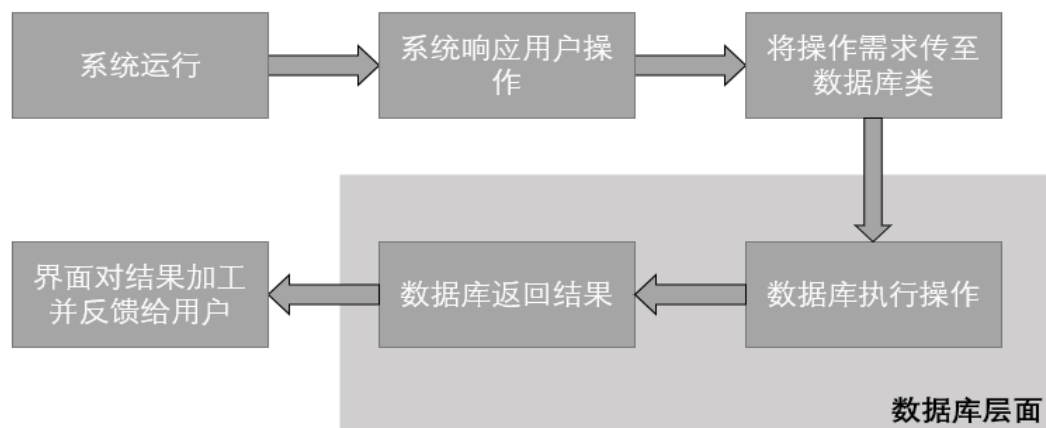 系统运行
系统响应用户操
作
将操作需求传至
数据库类
界面对结果加工
并反馈给用户
数据库返回结果
数据库执行操作
数据库层面